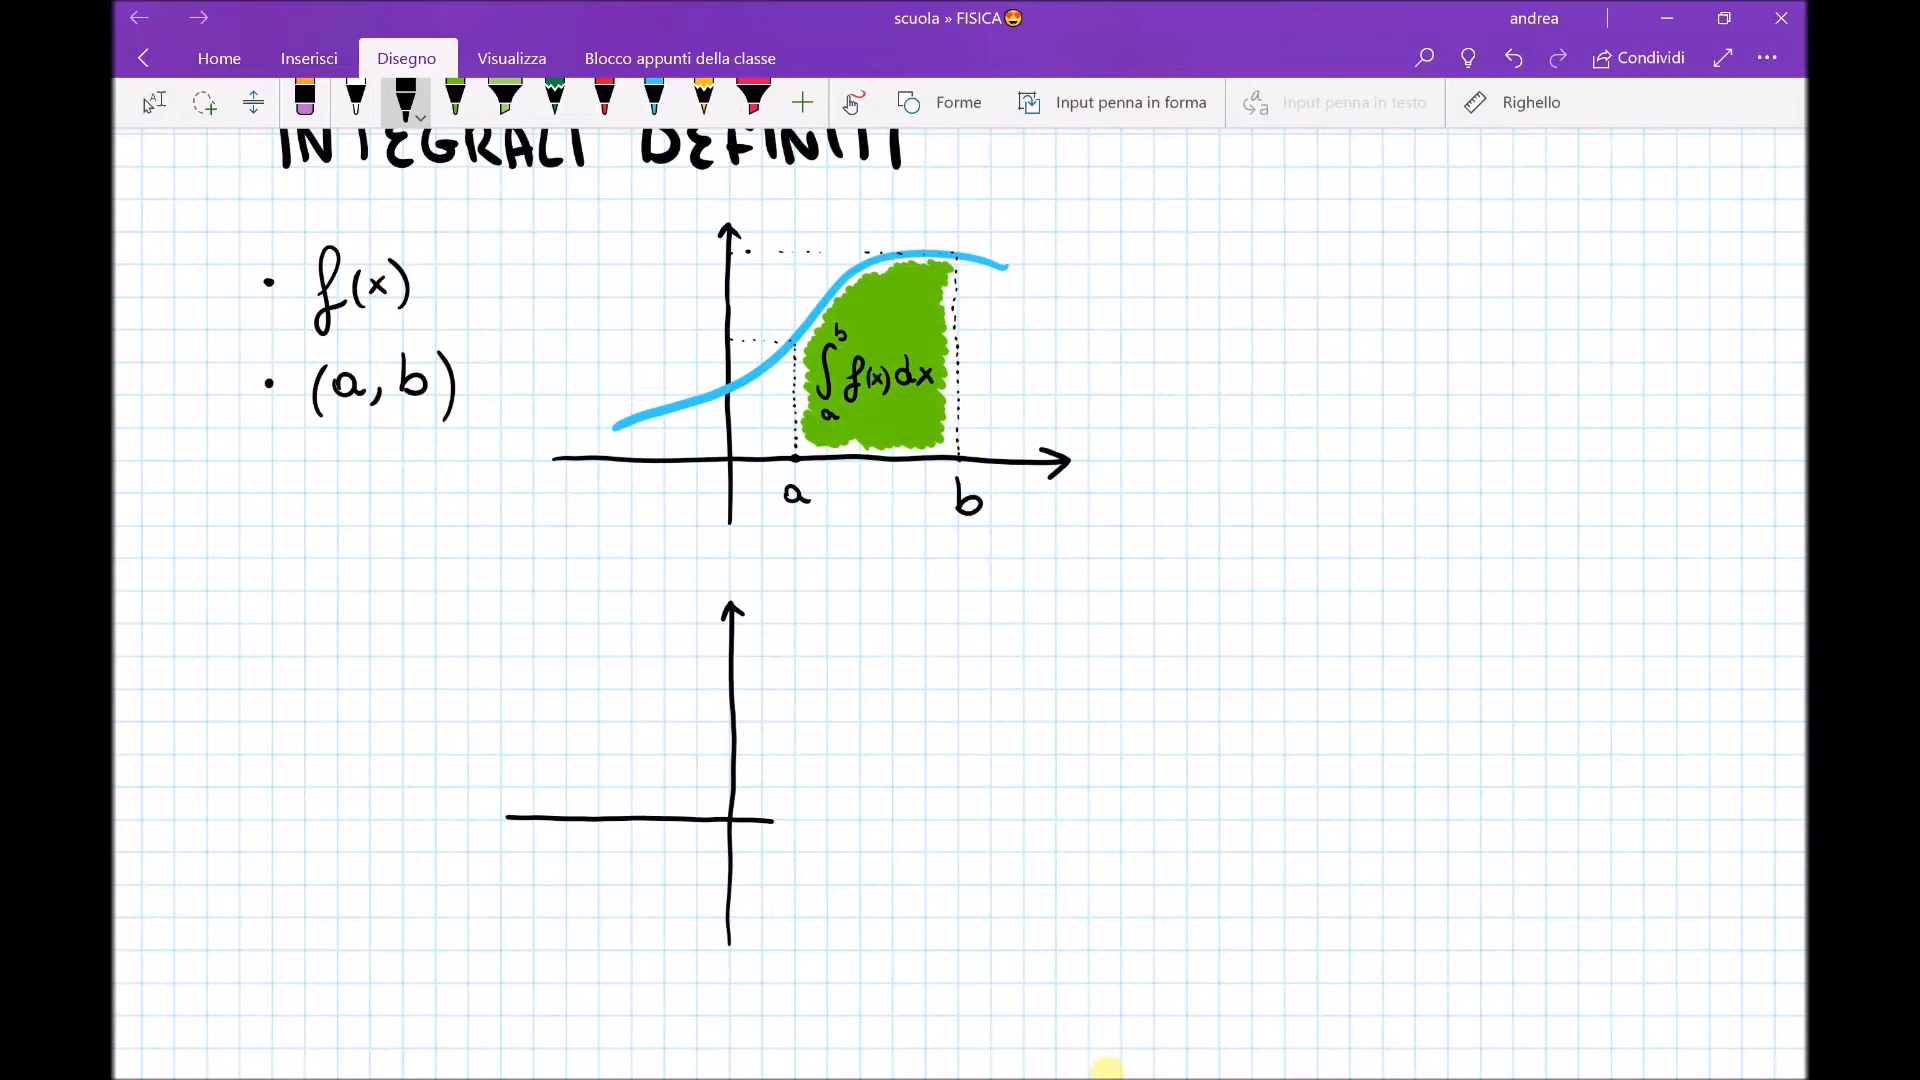 scuola » FISICA😍
andrea
Home Inserisci Disegno Visualizza Blocco appunti della classe Condividi
Forme Input penna in forma Input penna in testo Righello
INTEGRALI DEFINITI
• f(x)
• (a, b)
∫ₐᵇ f(x) dx
a b